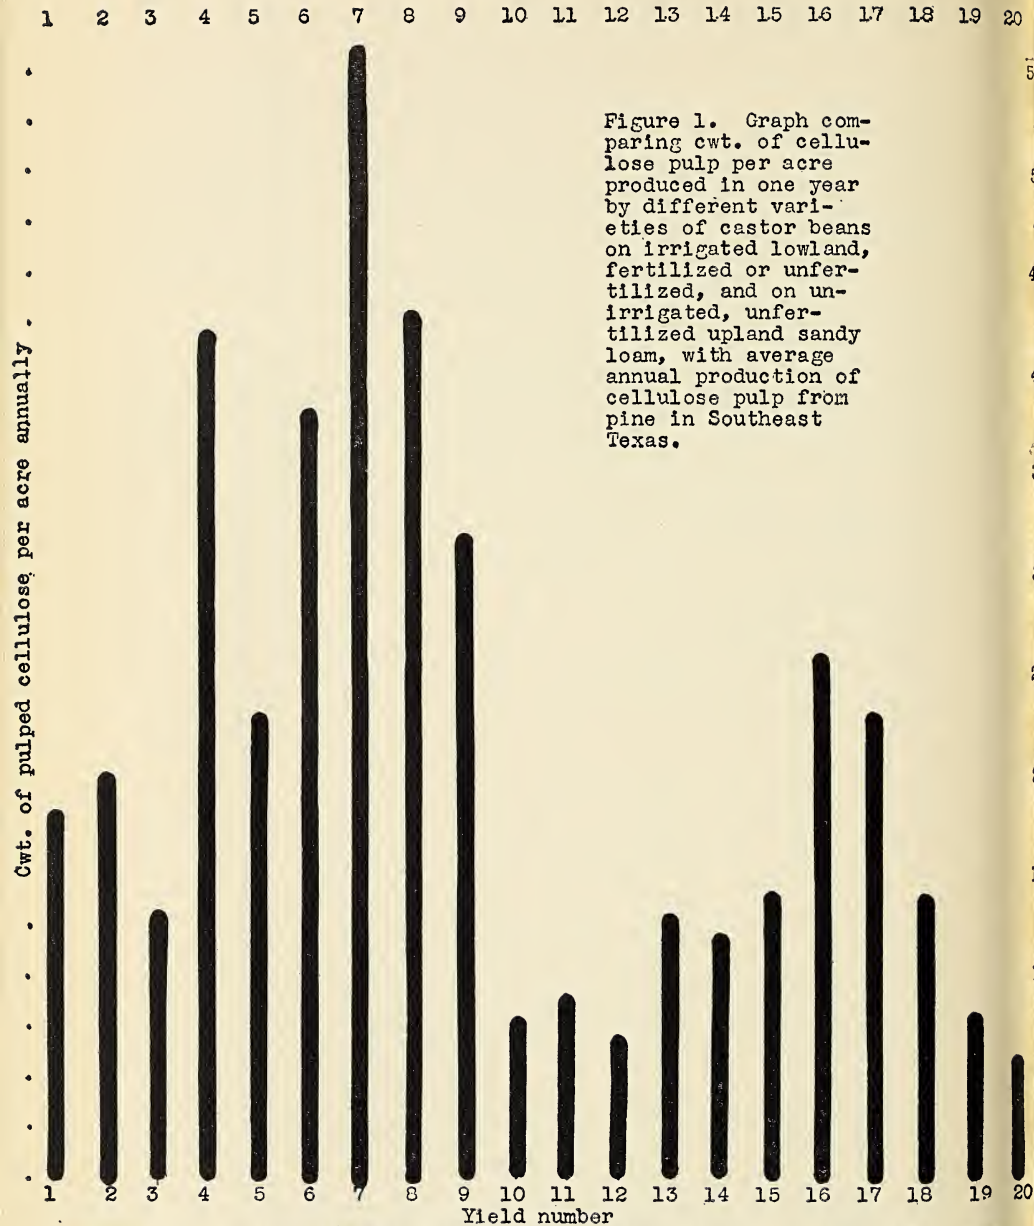 1 2 3 4 5 6 7 8 9 10 11 12 13 14 15 16 17 18 19 20
Figure 1. Graph com-
paring cwt. of cellu-
lose pulp per acre
produced in one year
by different vari-
eties of castor beans
on irrigated lowland,
fertilized or unfer-
tilized, and on un-
irrigated, unfer-
tilized upland sandy
loam, with average
annual production of
cellulose pulp from
pine in Southeast
Texas.
Cwt. of pulped cellulose per acre annually
1 2 3 4 5 6 7 8 9 10 11 12 13 14 15 16 17 18 19 20
Yield number